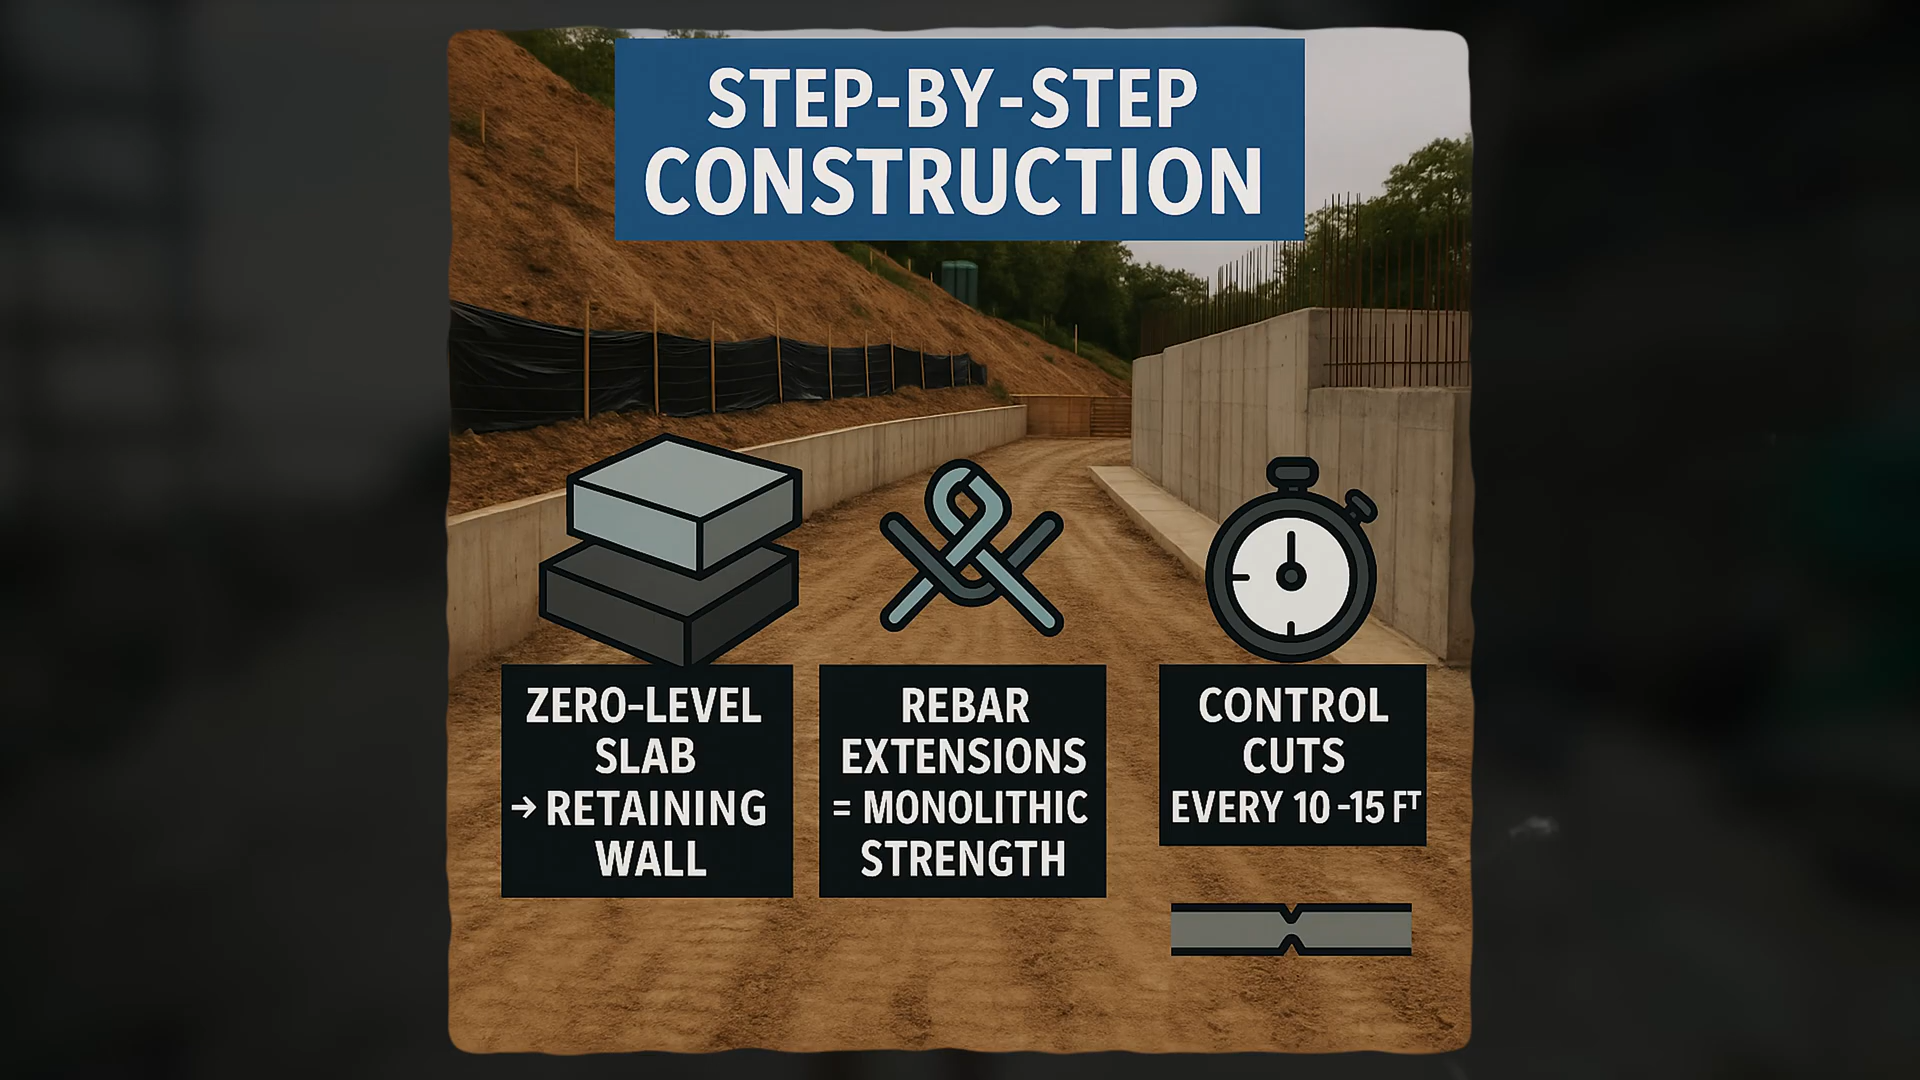 STEP-BY-STEP
CONSTRUCTION
ZERO-LEVEL
SLAB
→ RETAINING
WALL
REBAR
EXTENSIONS
= MONOLITHIC
STRENGTH
CONTROL
CUTS
EVERY 10-15 FT